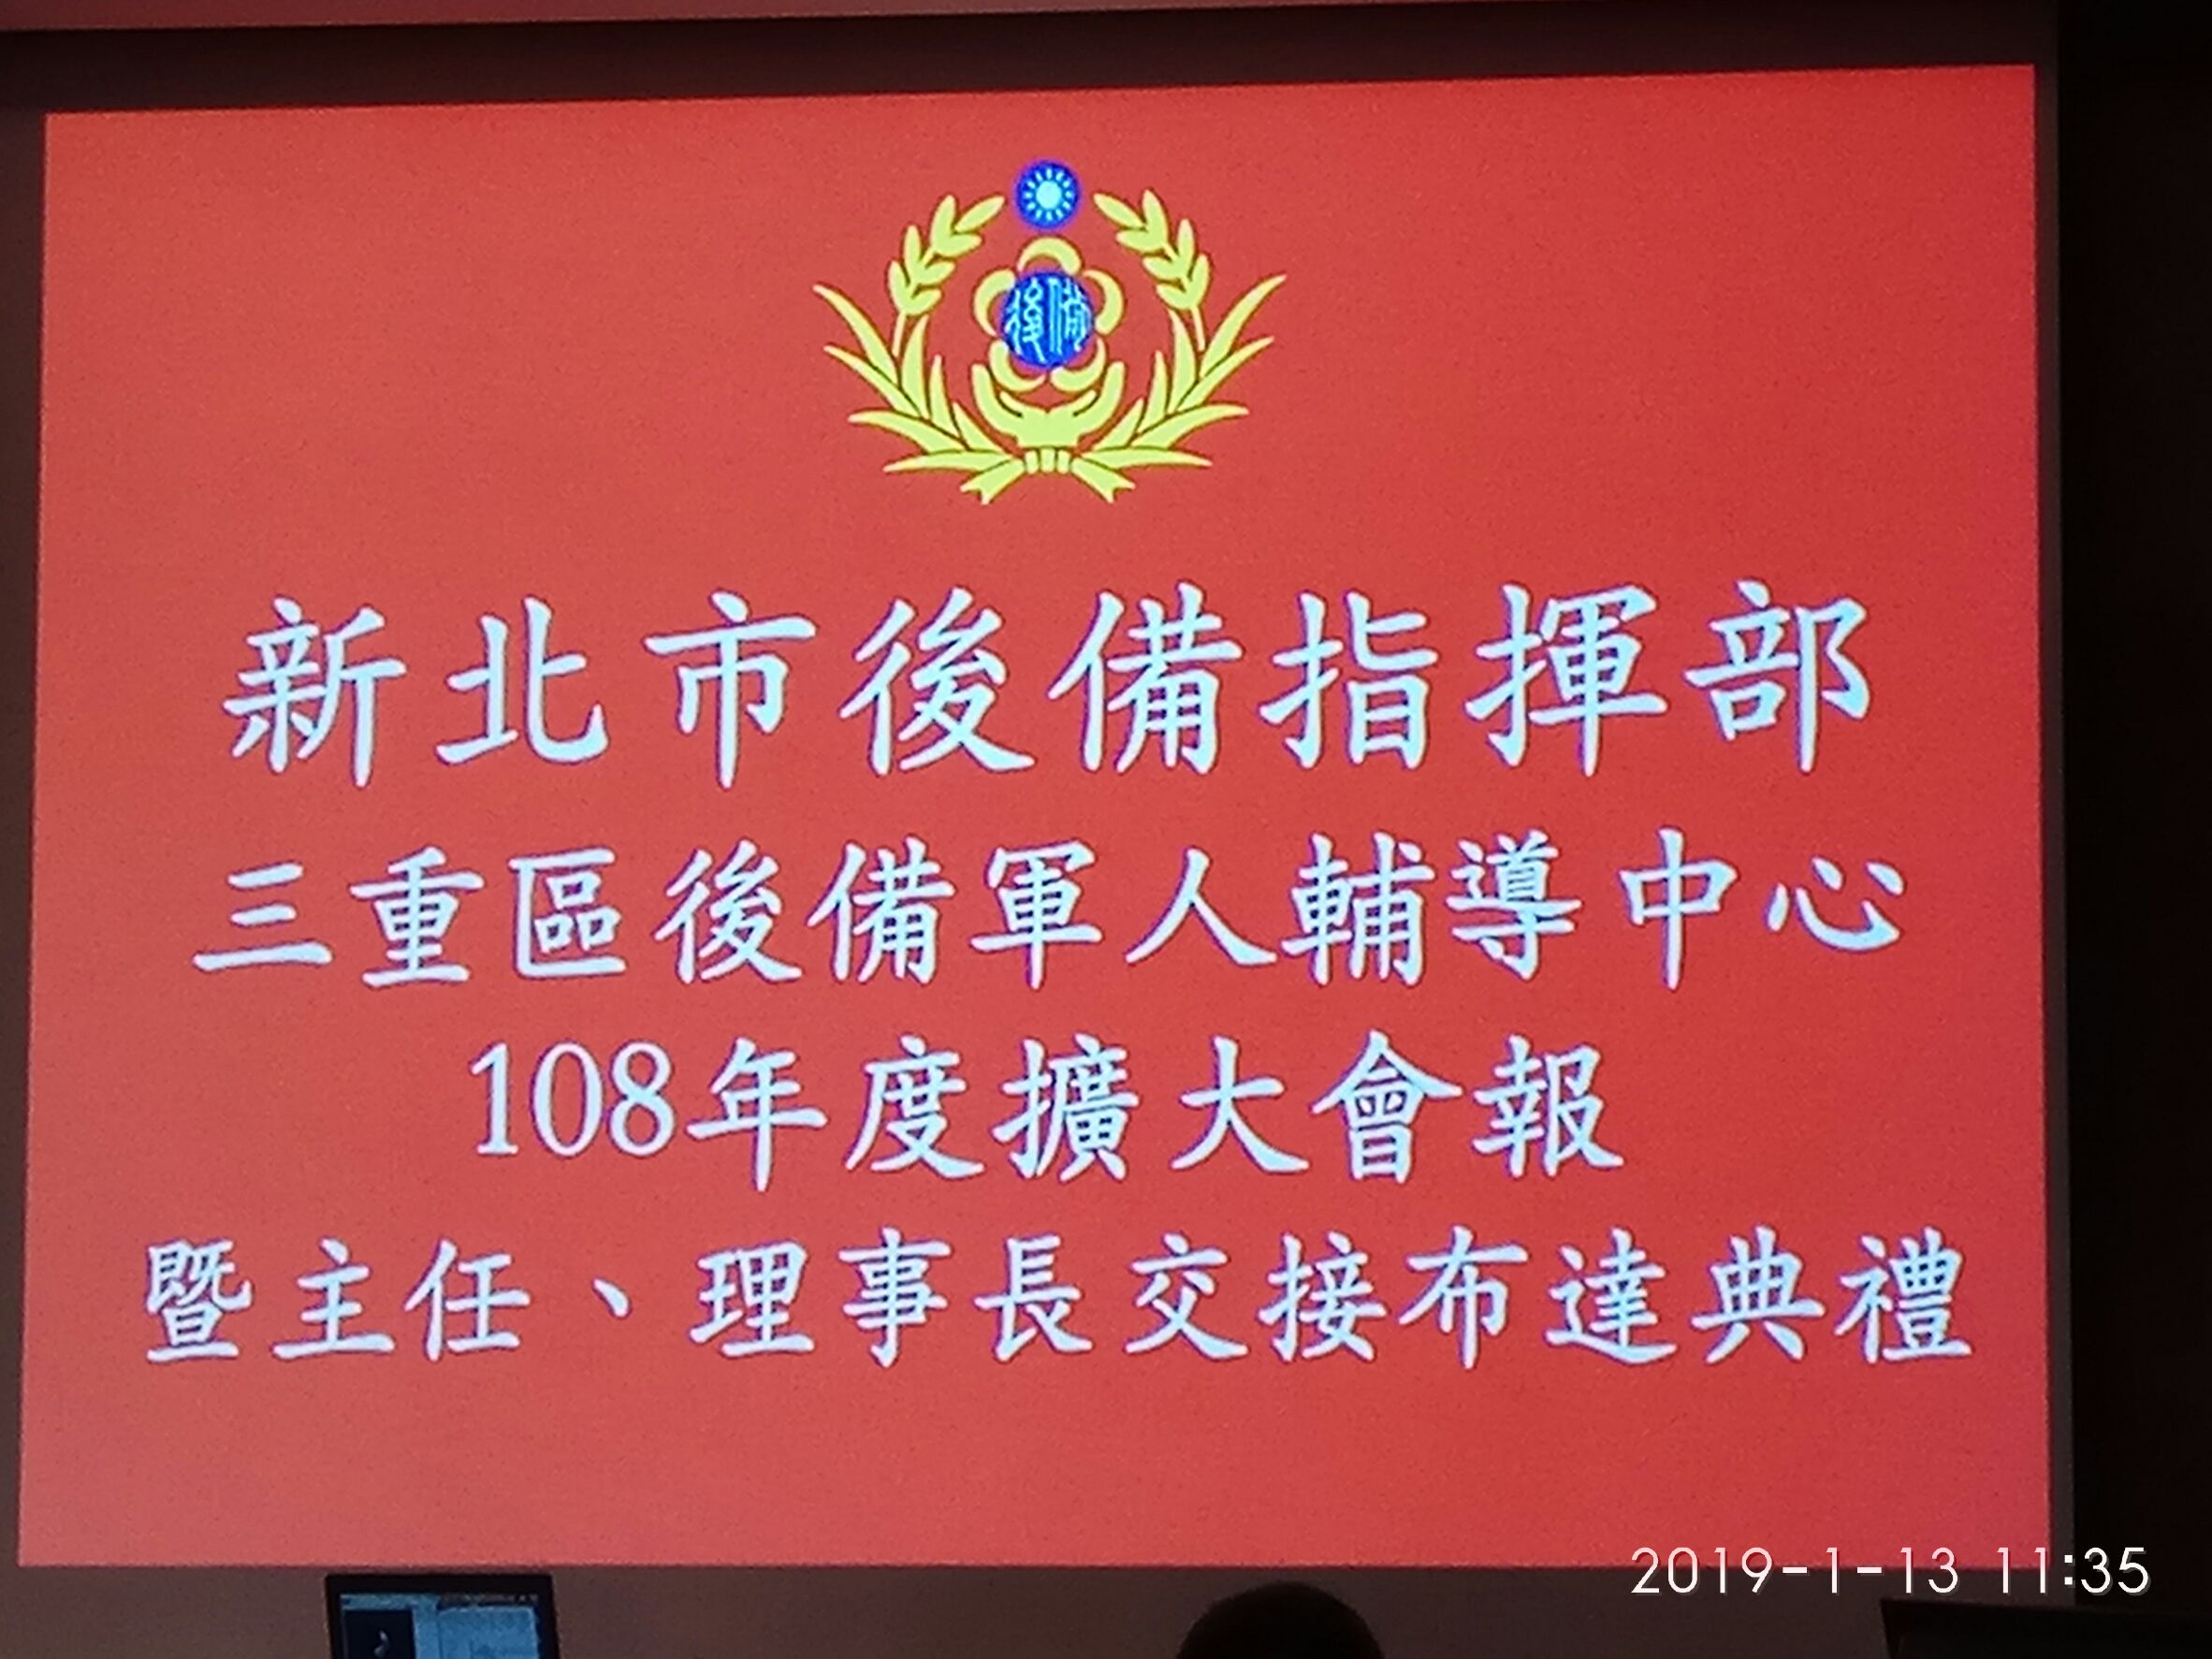 後備
新北市後備指揮部
三重區後備軍人輔導中心
108年度擴大會報
暨主任、理事長交接布達典禮
2019-1-13 11:35